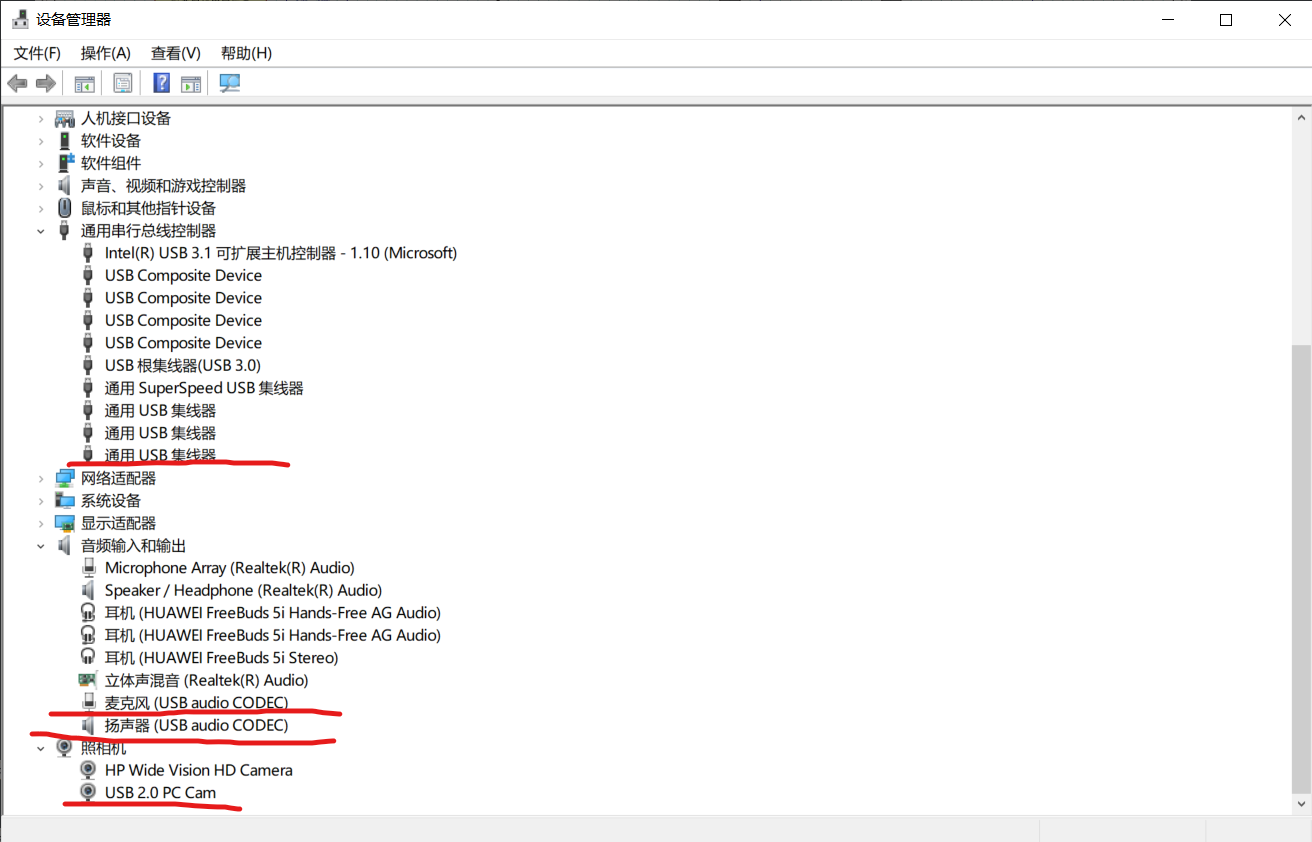 设备管理器
文件(F) 操作(A) 查看(V) 帮助(H)
人机接口设备
软件设备
软件组件
声音、视频和游戏控制器
鼠标和其他指针设备
通用串行总线控制器
Intel(R) USB 3.1 可扩展主机控制器 - 1.10 (Microsoft)
USB Composite Device
USB Composite Device
USB Composite Device
USB Composite Device
USB 根集线器(USB 3.0)
通用 SuperSpeed USB 集线器
通用 USB 集线器
通用 USB 集线器
通用 USB 集线器
网络适配器
系统设备
显示适配器
音频输入和输出
Microphone Array (Realtek(R) Audio)
Speaker / Headphone (Realtek(R) Audio)
耳机 (HUAWEI FreeBuds 5i Hands-Free AG Audio)
耳机 (HUAWEI FreeBuds 5i Hands-Free AG Audio)
耳机 (HUAWEI FreeBuds 5i Stereo)
立体声混音 (Realtek(R) Audio)
麦克风 (USB audio CODEC)
扬声器 (USB audio CODEC)
照相机
HP Wide Vision HD Camera
USB 2.0 PC Cam